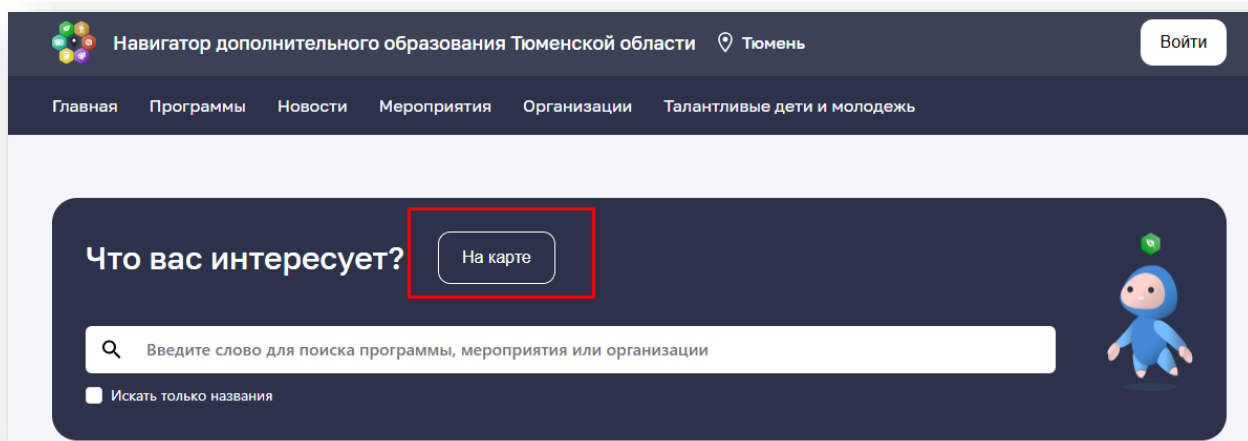 Навигатор дополнительного образования Тюменской области Тюмень Войти
Главная Программы Новости Мероприятия Организации Талантливые дети и молодежь
Что вас интересует? На карте
Введите слово для поиска программы, мероприятия или организации
Искать только названия